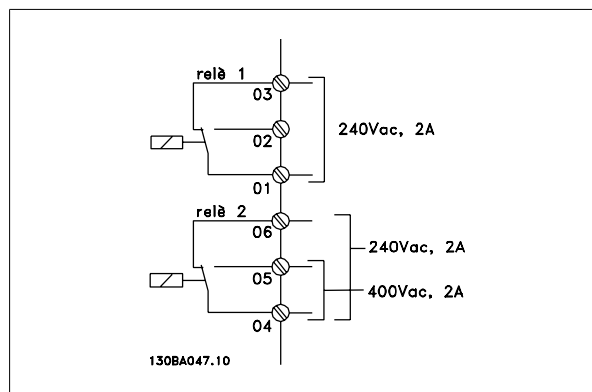 relè 1
03
02
240Vac, 2A
01
relè 2
06
240Vac, 2A
05
400Vac, 2A
04
130BA047.10